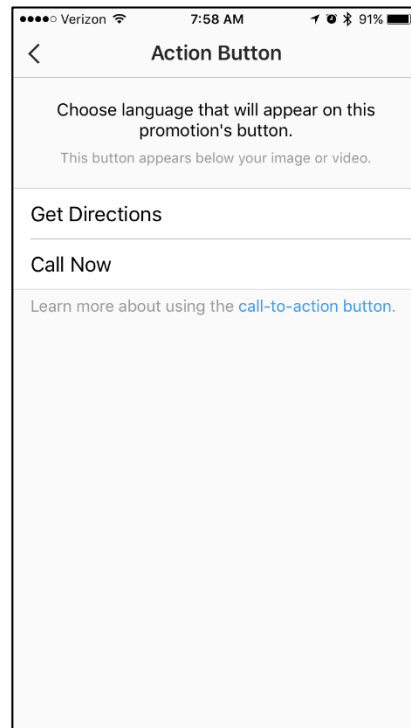 Verizon 7:58 AM 91%
Action Button
Choose language that will appear on this
promotion's button.
This button appears below your image or video.
Get Directions
Call Now
Learn more about using the call-to-action button.